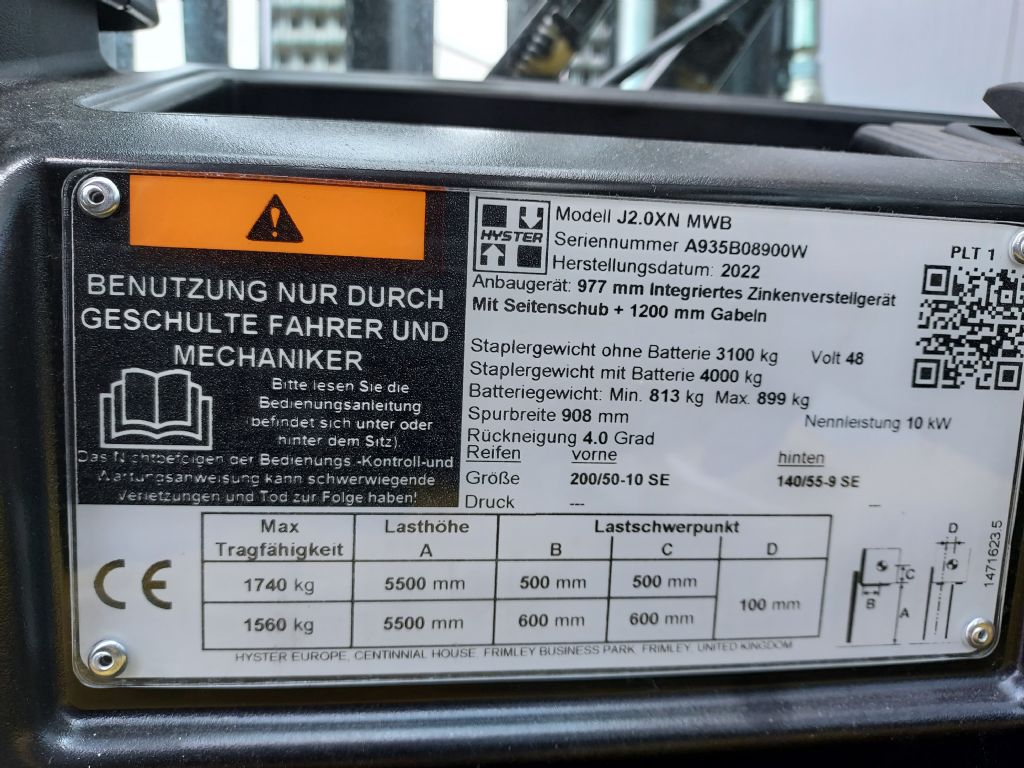 BENUTZUNG NUR DURCH
GESCHULTE FAHRER UND
MECHANIKER
Bitte lesen Sie die
Bedienungsanleitung
befindet sich unter oder
hinter dem Sitz)
Das Nichtbefolgen der Bedienungs -Kontroll-und
Wartungsanweisung kann schwerwiegende
Verletzungen und Tod zur Folge haben!
HYSTER
Modell J2.0XN MWB
Seriennummer A935B08900W
Herstellungsdatum: 2022
PLT 1
Anbaugerät: 977 mm Integriertes Zinkenverstellgerät
Mit Seitenschub + 1200 mm Gabeln
Staplergewicht ohne Batterie 3100 kg Volt 48
Staplergewicht mit Batterie 4000 kg
Batteriegewicht: Min. 813 kg Max. 899 kg
Spurbreite 908 mm Nennleistung 10 kW
Rückneigung 4.0 Grad
Reifen vorne hinten
Größe 200/50-10 SE 140/55-9 SE
Druck --- ---
Max Tragfähigkeit Lasthöhe A Lastschwerpunkt B C D
1740 kg 5500 mm 500 mm 500 mm 100 mm
1560 kg 5500 mm 600 mm 600 mm
CE
D
C
B
A
1471623.5
HYSTER EUROPE, CENTINNIAL HOUSE, FRIMLEY BUSINESS PARK, FRIMLEY, UNITED KINGDOM